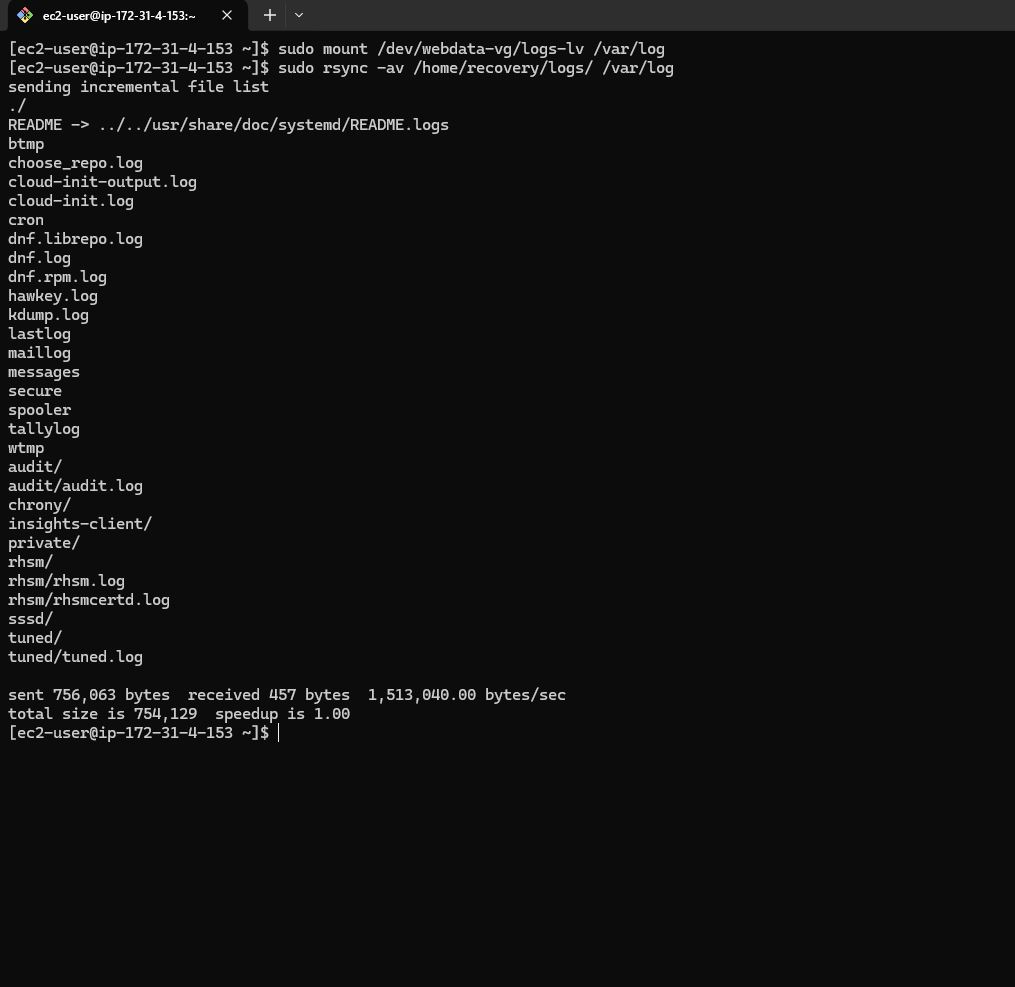 ec2-user@ip-172-31-4-153:~
[ec2-user@ip-172-31-4-153 ~]$ sudo mount /dev/webdata-vg/logs-lv /var/log
[ec2-user@ip-172-31-4-153 ~]$ sudo rsync -av /home/recovery/logs/ /var/log
sending incremental file list
./
README -> ../../usr/share/doc/systemd/README.logs
btmp
choose_repo.log
cloud-init-output.log
cloud-init.log
cron
dnf.librepo.log
dnf.log
dnf.rpm.log
hawkey.log
kdump.log
lastlog
maillog
messages
secure
spooler
tallylog
wtmp
audit/
audit/audit.log
chrony/
insights-client/
private/
rhsm/
rhsm/rhsm.log
rhsm/rhsmcertd.log
sssd/
tuned/
tuned/tuned.log

sent 756,063 bytes  received 457 bytes  1,513,040.00 bytes/sec
total size is 754,129  speedup is 1.00
[ec2-user@ip-172-31-4-153 ~]$